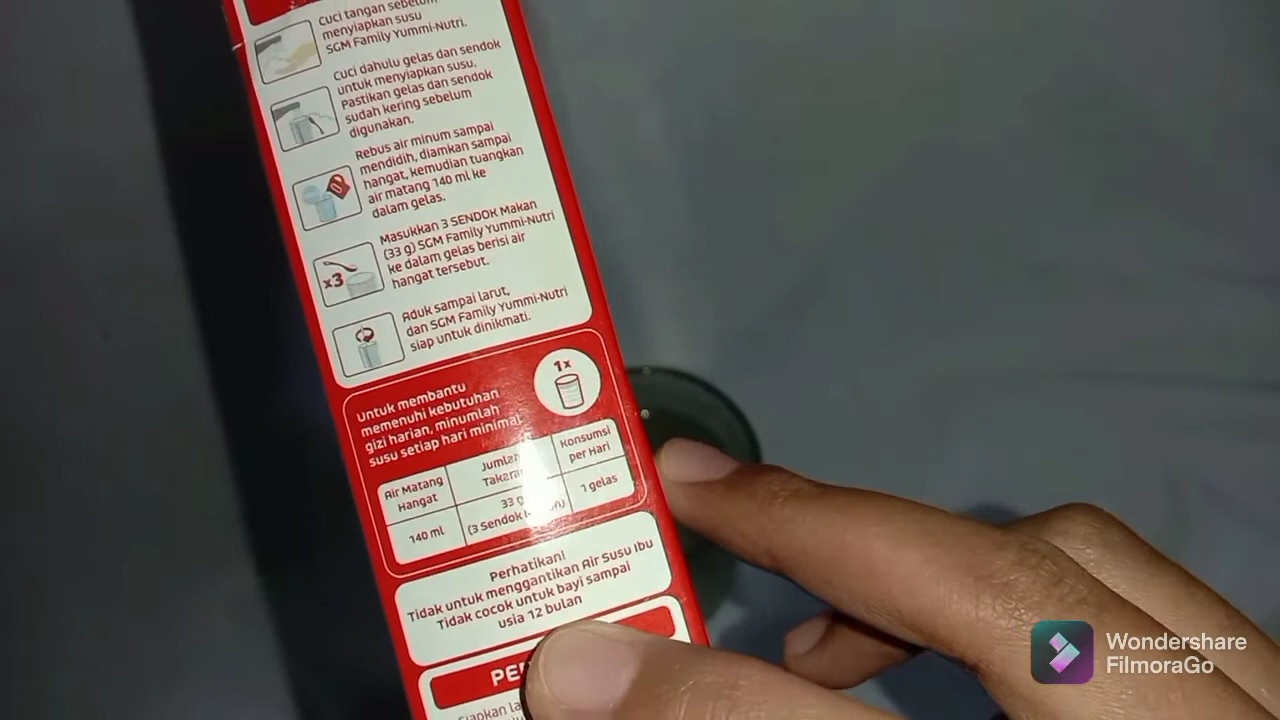 Cuci tangan sebelum
menyiapkan susu
SGM Family Yummi-Nutri.
Cuci dahulu gelas dan sendok
untuk menyiapkan susu.
Pastikan gelas dan sendok
sudah kering sebelum
digunakan.
Rebus air minum sampai
mendidih, diamkan sampai
hangat, kemudian tuangkan
air matang 140 ml ke
dalam gelas.
x3
Masukkan 3 SENDOK Makan
(33 g) SGM Family Yummi-Nutri
ke dalam gelas berisi air
hangat tersebut.
Aduk sampai larut,
dan SGM Family Yummi-Nutri
siap untuk dinikmati.
1x
Untuk membantu
memenuhi kebutuhan
gizi harian, minumlah
susu setiap hari minimal
Air Matang
Hangat
Konsumsi
per Hari
140 ml
33 g
(3 Sendok
1 gelas
Perhatikan!
Tidak untuk menggantikan Air Susu Ibu
Tidak cocok untuk bayi sampai
usia 12 bulan
Wondershare
FilmoraGo